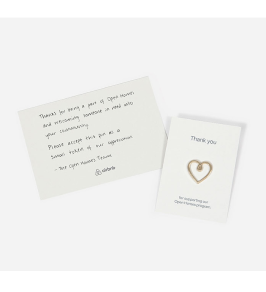 Thanks for being a part of Open Homes
and welcoming someone in need into
your community.
Please accept this pin as a
small token of our appreciation.
- The Open Homes Team
airbnb
Thank you
for supporting our
Open Homes program.